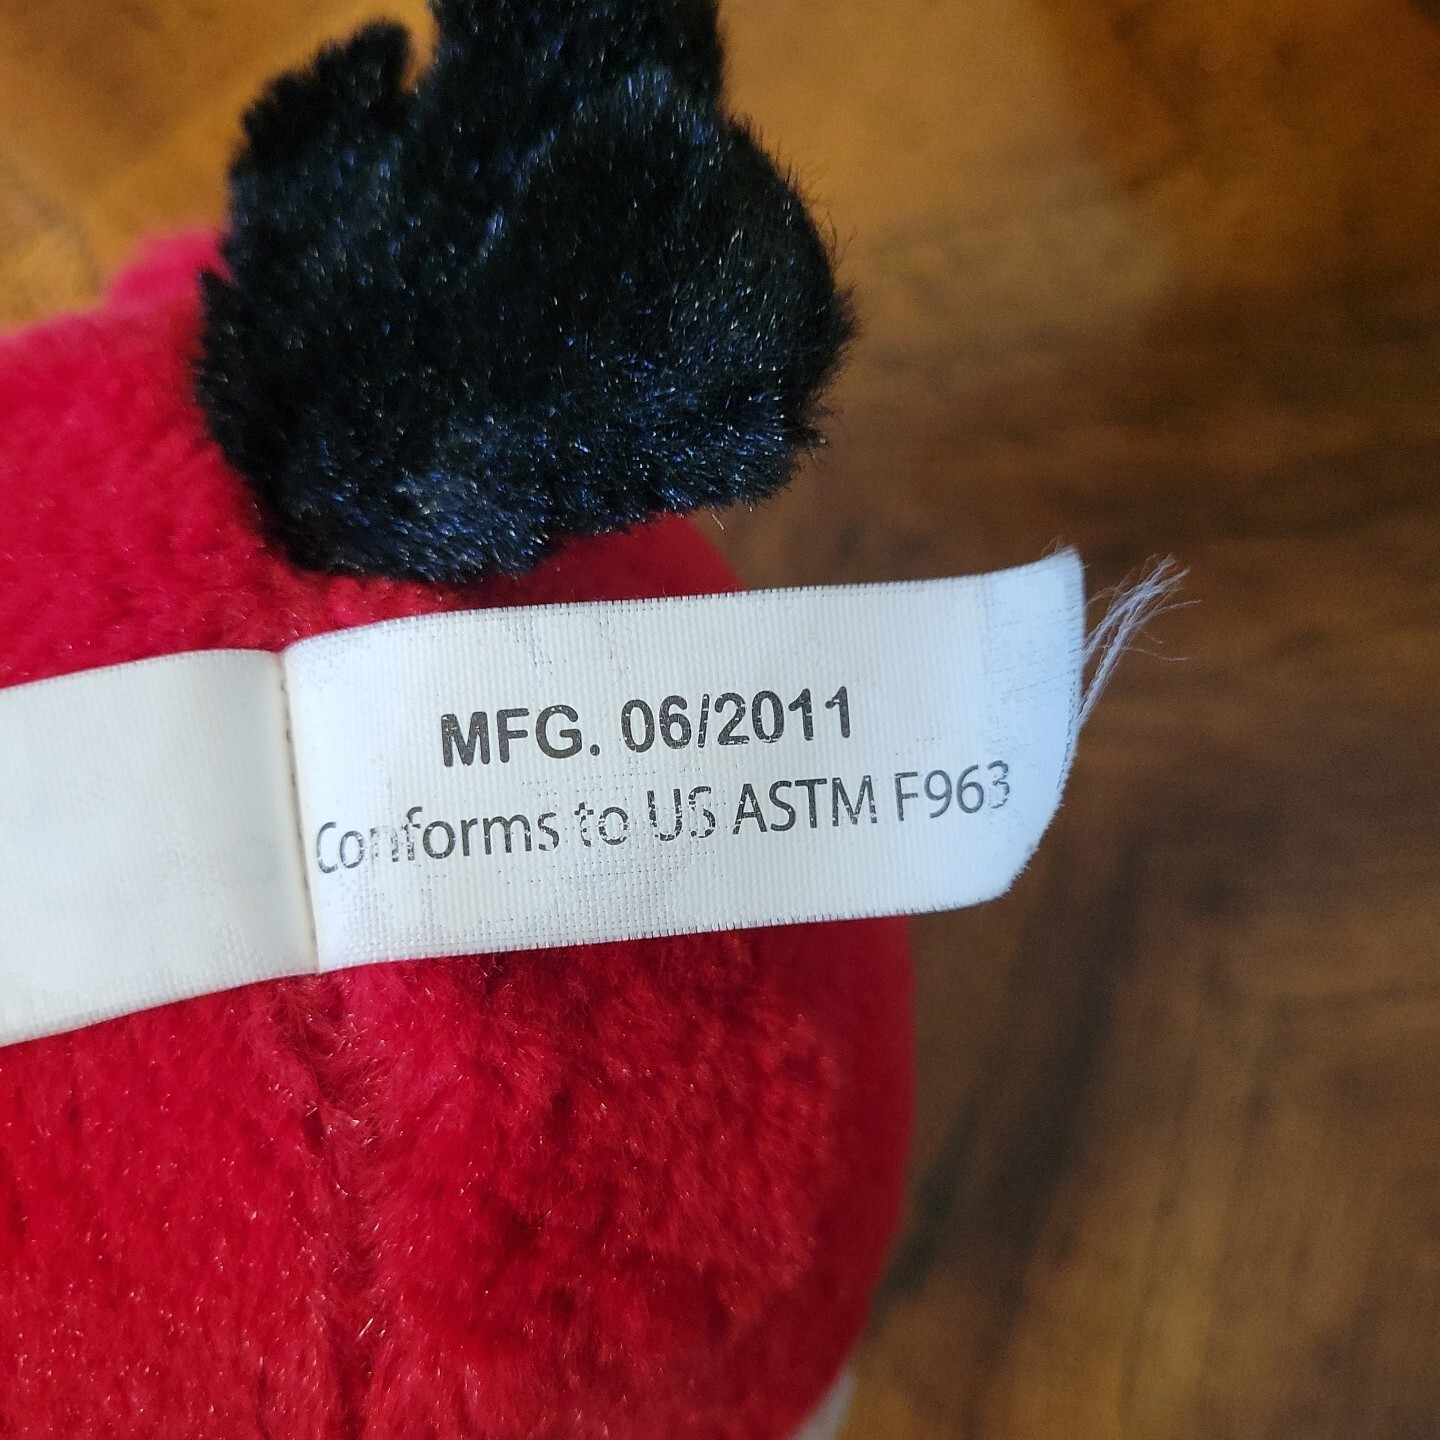 MFG. 06/2011
Conforms to US ASTM F963